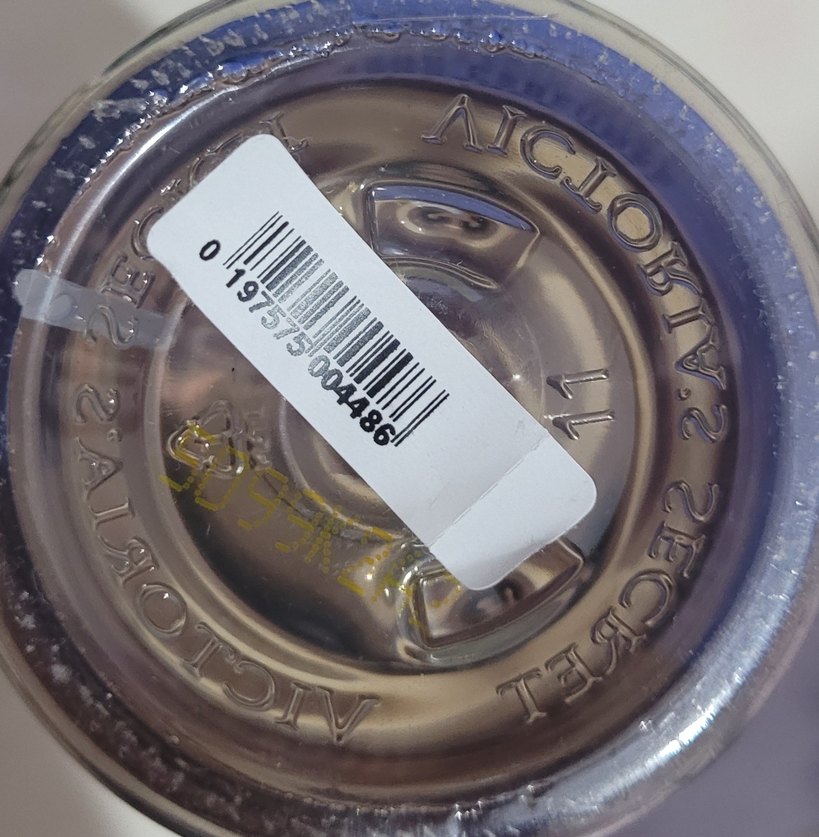 VICTORIA'S SECRET
VICTORIA'S SECRET
0 197575 004486
11